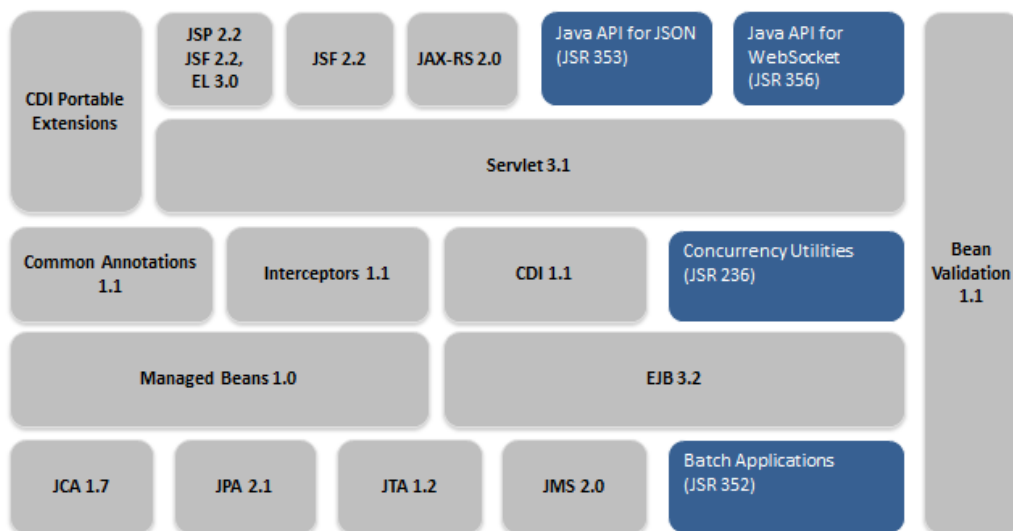 CDI Portable
Extensions
JSP 2.2
JSF 2.2,
EL 3.0
JSF 2.2
JAX-RS 2.0
Java API for JSON
(JSR 353)
Java API for
WebSocket
(JSR 356)
Servlet 3.1
Common Annotations
1.1
Interceptors 1.1
CDI 1.1
Concurrency Utilities
(JSR 236)
Bean
Validation
1.1
Managed Beans 1.0
EJB 3.2
JCA 1.7
JPA 2.1
JTA 1.2
JMS 2.0
Batch Applications
(JSR 352)